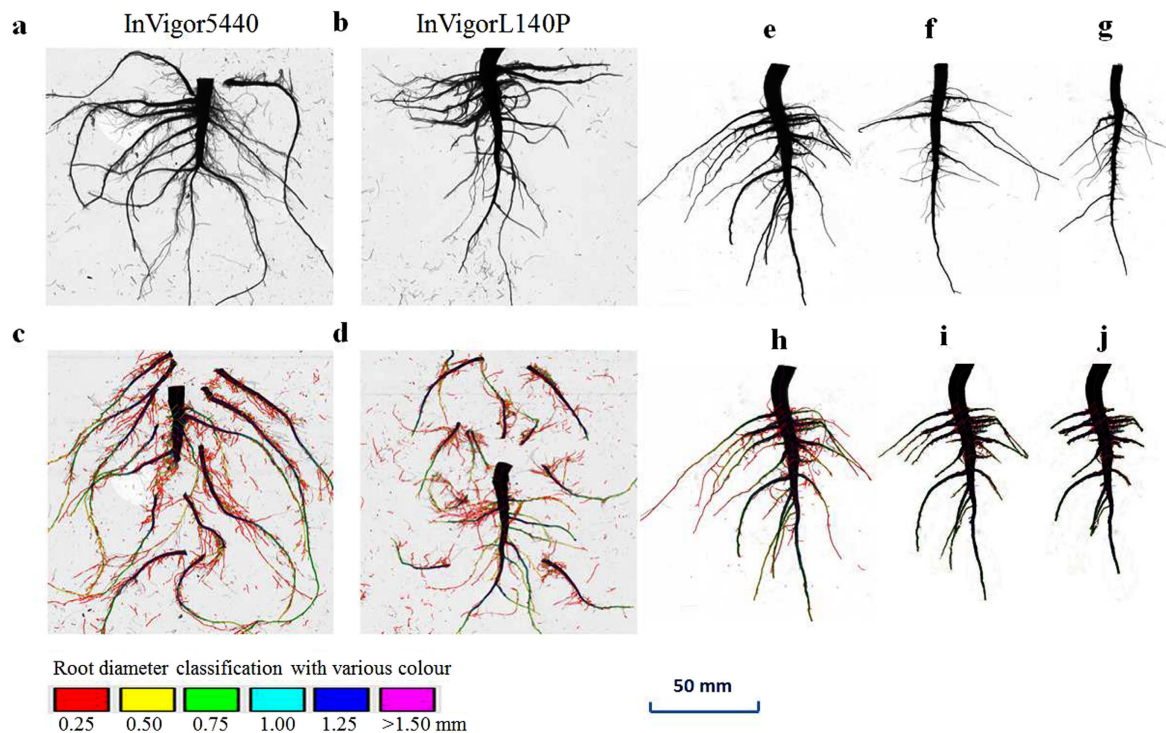 a InVigor5440 b InVigorL140P e f g
c d h i j
Root diameter classification with various colour
0.25 0.50 0.75 1.00 1.25 >1.50 mm
50 mm